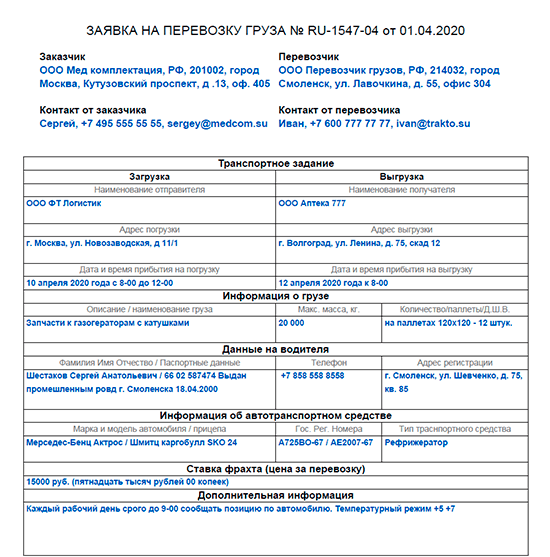 ЗАЯВКА НА ПЕРЕВОЗКУ ГРУЗА № RU-1547-04 от 01.04.2020
Заказчик
ООО Мед комплектация, РФ, 201002, город
Москва, Кутузовский проспект, д .13, оф. 405
Перевозчик
ООО Перевозчик грузов, РФ, 214032, город
Смоленск, ул. Лавочкина, д. 55, офис 304
Контакт от заказчика
Сергей, +7 495 555 55 55, sergey@medcom.su
Контакт от перевозчика
Иван, +7 600 777 77 77, ivan@trakto.su
Транспортное задание
Загрузка Выгрузка
Наименование отправителя Наименование получателя
ООО ФТ Логистик ООО Аптека 777
Адрес погрузки Адрес выгрузки
г. Москва, ул. Новозаводская, д 11/1 г. Волгоград, ул. Ленина, д. 75, скад 12
Дата и время прибытия на погрузку Дата и время прибытия на выгрузку
10 апреля 2020 года с 8-00 до 12-00 12 апреля 2020 года к 8-00
Информация о грузе
Описание / наименование груза Макс. масса, кг. Количество/паллеты/Д.Ш.В.
Запчасти к газогераторам с катушками 20 000 на паллетах 120x120 - 12 штук.
Данные на водителя
Фамилия Имя Отчество / Паспортные данные Телефон Адрес регистрации
Шестаков Сергей Анатольевич / 66 02 587474 Выдан +7 858 558 8558 г. Смоленск, ул. Шевченко, д. 75,
промешленным ровд г. Смоленска 18.04.2000 кв. 85
Информация об автотранспортном средстве
Марка и модель автомобиля / прицепа Гос. Рег. Номера Тип траснпортного средства
Мерседес-Бенц Актрос / Шмитц каргобулл SKO 24 А725ВО-67 / АЕ2007-67 Рефрижератор
Ставка фрахта (цена за перевозку)
15000 руб. (пятнадцать тысяч рублей 00 копеек)
Дополнительная информация
Каждый рабочий день срого до 9-00 сообщать позицию по автомобилю. Температурный режим +5 +7